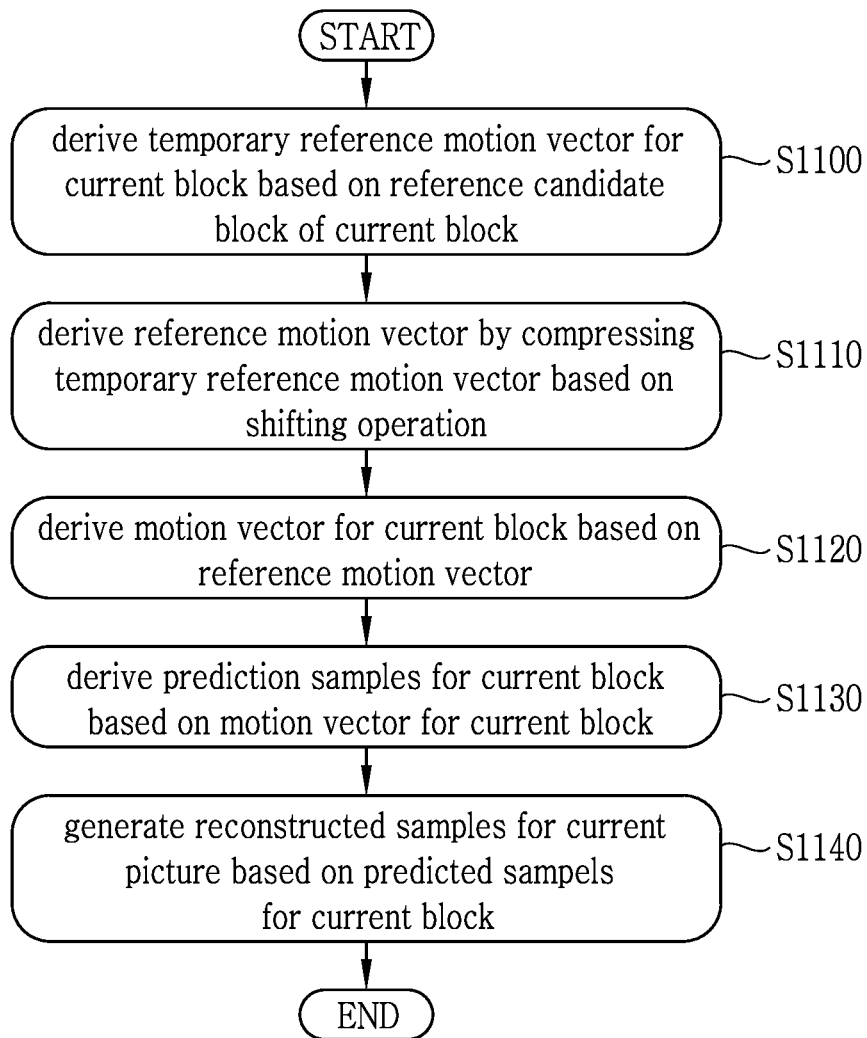 START
derive temporary reference motion vector for
current block based on reference candidate
block of current block
S1100
derive reference motion vector by compressing
temporary reference motion vector based on
shifting operation
S1110
derive motion vector for current block based on
reference motion vector
S1120
derive prediction samples for current block
based on motion vector for current block
S1130
generate reconstructed samples for current
picture based on predicted sampels
for current block
S1140
END